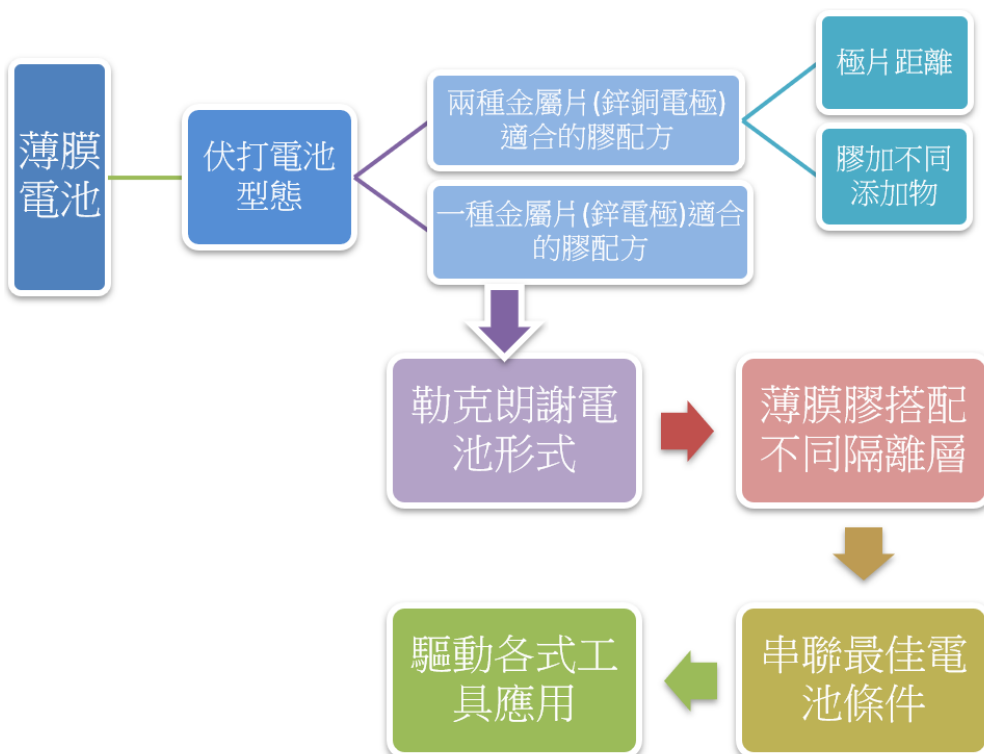 薄膜
電池
伏打電池
型態
兩種金屬片(鋅銅電極)
適合的膠配方
一種金屬片(鋅電極)適合
的膠配方
極片距離
膠加不同
添加物
勒克朗謝電
池形式
薄膜膠搭配
不同隔離層
串聯最佳電
池條件
驅動各式工
具應用